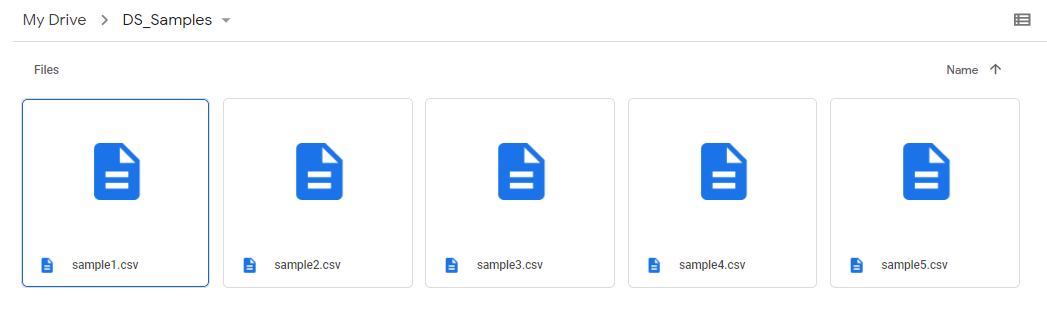 My Drive > DS_Samples
Files Name
sample1.csv sample2.csv sample3.csv sample4.csv sample5.csv